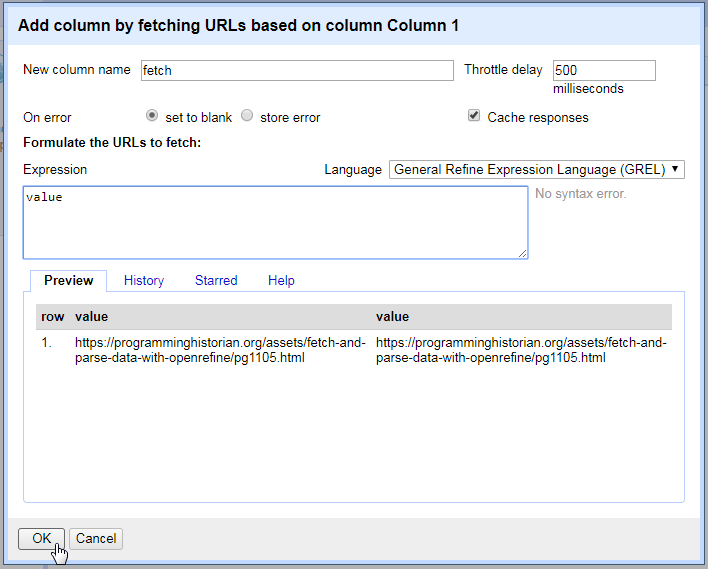 Add column by fetching URLs based on column Column 1
New column name fetch Throttle delay 500
milliseconds
On error set to blank store error Cache responses
Formulate the URLs to fetch:
Expression Language General Refine Expression Language (GREL)
value No syntax error.
Preview History Starred Help
row value value
1. https://programminghistorian.org/assets/fetch-and- https://programminghistorian.org/assets/fetch-and-
parse-data-with-openrefine/pg1105.html parse-data-with-openrefine/pg1105.html
OK Cancel